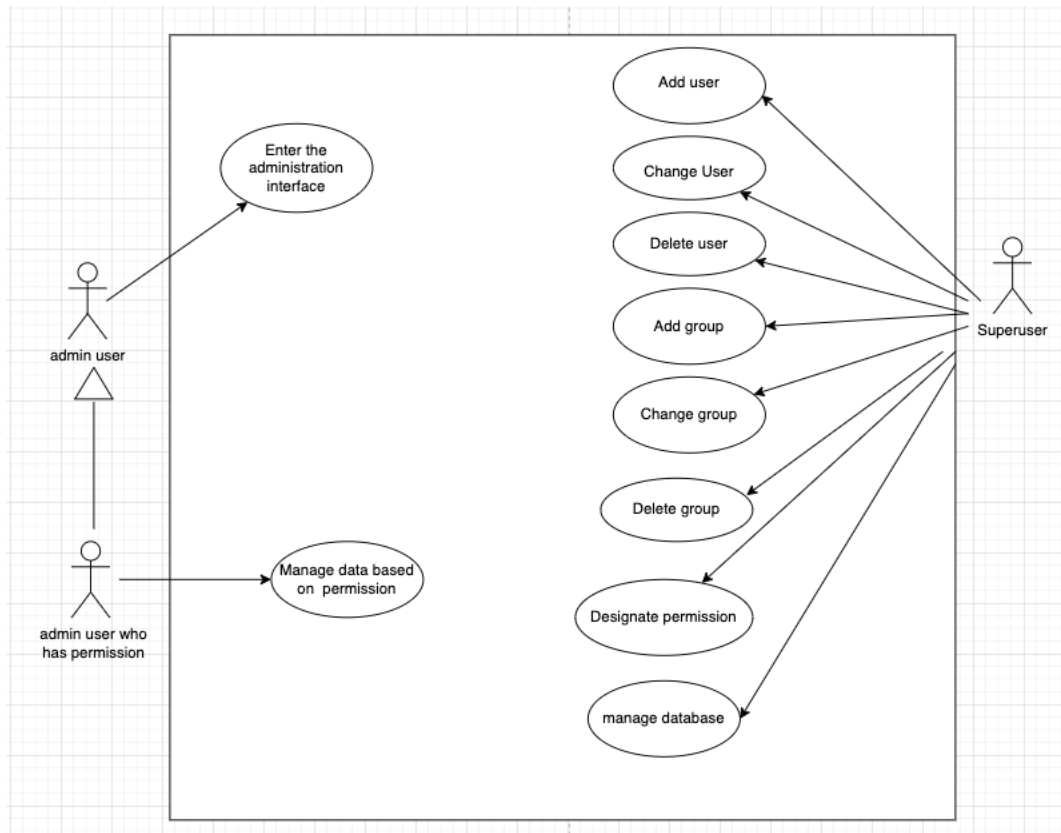 Add user
Enter the
administration
interface
Change User
Delete user
Add group
Superuser
admin user
Change group
Delete group
Manage data based
on permission
Designate permission
admin user who
has permission
manage database